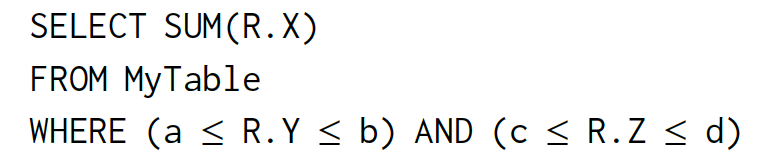 SELECT SUM(R.X)
FROM MyTable
WHERE (a ≤ R.Y ≤ b) AND (c ≤ R.Z ≤ d)